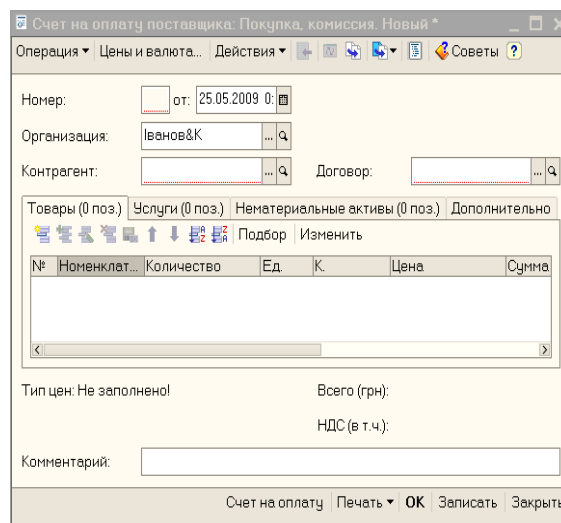 Счет на оплату поставщика: Покупка, комиссия. Новый *
Операция Цены и валюта... Действия Советы ?
Номер: от: 25.05.2009 0:
Организация: Іванов&К ...
Контрагент: ... Договор: ...
Товары (0 поз.) Услуги (0 поз.) Нематериальные активы (0 поз.) Дополнительно
Подбор Изменить
№ Номенклат... Количество Ед. К. Цена Сумма
Тип цен: Не заполнено! Всего (грн):
НДС (в т.ч.):
Комментарий:
Счет на оплату Печать OK Записать Закрыть